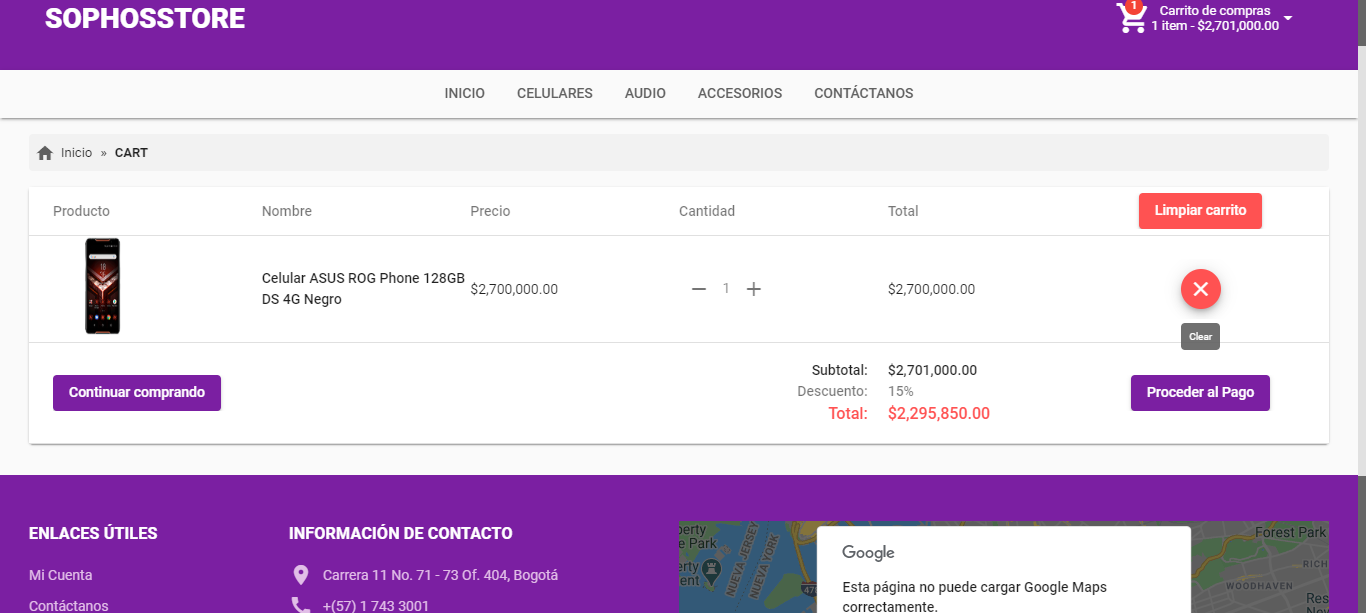 SOPHOSSTORE
1
Carrito de compras
1 item - $2,701,000.00
INICIO CELULARES AUDIO ACCESORIOS CONTÁCTANOS
Inicio » CART
Producto Nombre Precio Cantidad Total Limpiar carrito
Celular ASUS ROG Phone 128GB
DS 4G Negro
$2,700,000.00 1 $2,700,000.00
Clear
Continuar comprando
Subtotal: $2,701,000.00
Descuento: 15%
Total: $2,295,850.00
Proceder al Pago
ENLACES ÚTILES
Mi Cuenta
Contáctanos
INFORMACIÓN DE CONTACTO
Carrera 11 No. 71 - 73 Of. 404, Bogotá
+(57) 1 743 3001
NUEVA JERSEY
NUEVA YORK
Google
Esta página no puede cargar Google Maps
correctamente.
Forest Park
WOODHAVEN